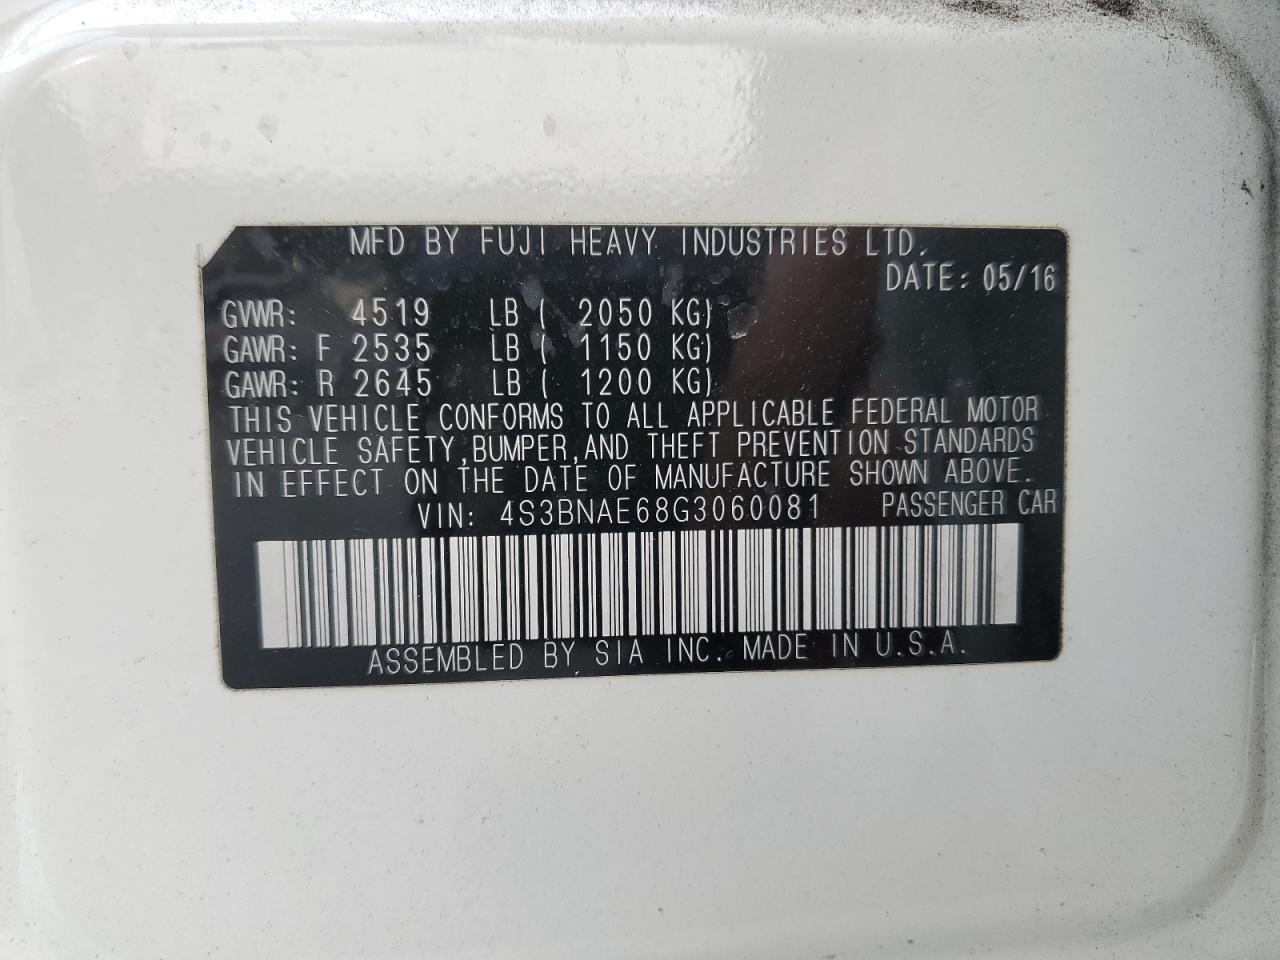 MFD BY FUJI HEAVY INDUSTRIES LTD.
DATE: 05/16
GVWR: 4519 LB ( 2050 KG)
GAWR: F 2535 LB ( 1150 KG)
GAWR: R 2645 LB ( 1200 KG)
THIS VEHICLE CONFORMS TO ALL APPLICABLE FEDERAL MOTOR
VEHICLE SAFETY,BUMPER,AND THEFT PREVENTION STANDARDS
IN EFFECT ON THE DATE OF MANUFACTURE SHOWN ABOVE.
VIN: 4S3BNAE68G3060081 PASSENGER CAR
ASSEMBLED BY SIA INC. MADE IN U.S.A.